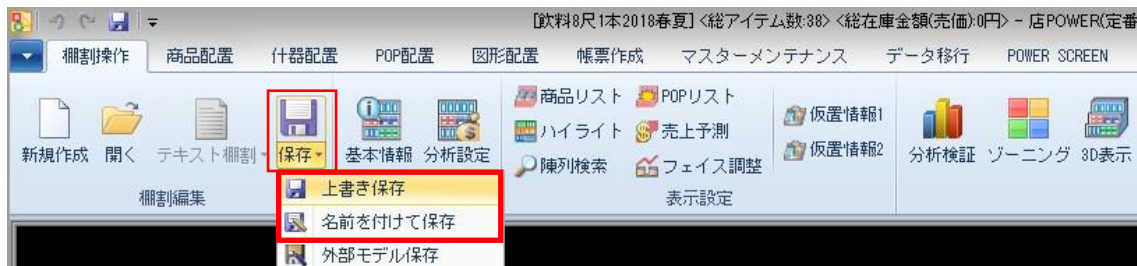 [飲料8尺1本2018春夏] <総アイテム数:38> <総在庫金額(売価):0円> - 店POWER(定番
棚割操作 商品配置 什器配置 POP配置 図形配置 帳票作成 マスターメンテナンス データ移行 POWER SCREEN
商品リスト POPリスト
仮置情報1
ハイライト 売上予測
新規作成 開く テキスト棚割 保存 基本情報 分析設定
仮置情報2
分析検証 ゾーニング 3D表示
陳列検索 フェイス調整
棚割編集
表示設定
上書き保存
名前を付けて保存
外部モデル保存